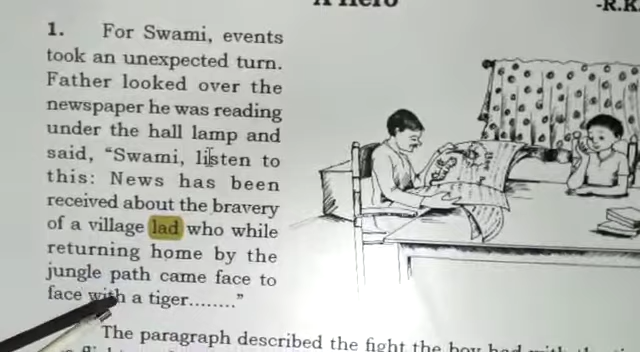 A Hero
-R.K.
1. For Swami, events
took an unexpected turn.
Father looked over the
newspaper he was reading
under the hall lamp and
said, "Swami, listen to
this: News has been
received about the bravery
of a village lad who while
returning home by the
jungle path came face to
face with a tiger........"
The paragraph described the fight the boy had with the